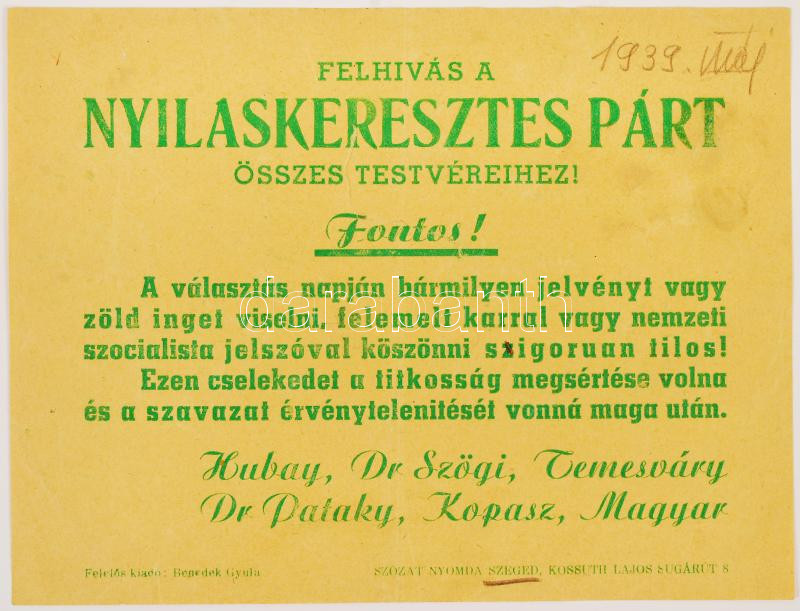 1939. Máj
FELHIVÁS A
NYILASKERESZTES PÁRT
ÖSSZES TESTVÉREIHEZ!
Fontos!
A választás napján bármilyen jelvényt vagy
zöld inget viselni, felemelt karral vagy nemzeti
szocialista jelszóval köszönni szigoruan tilos!
Ezen cselekedet a titkosság megsértése volna
és a szavazat érvénytelenitését vonná maga után.
Hubay, Dr Szögi, Temesváry
Dr Pataky, Kopasz, Magyar
Felelős kiadó: Benedek Gyula
SZÓZAT NYOMDA SZEGED, KOSSUTH LAJOS SUGÁRÚT 8
darabanth